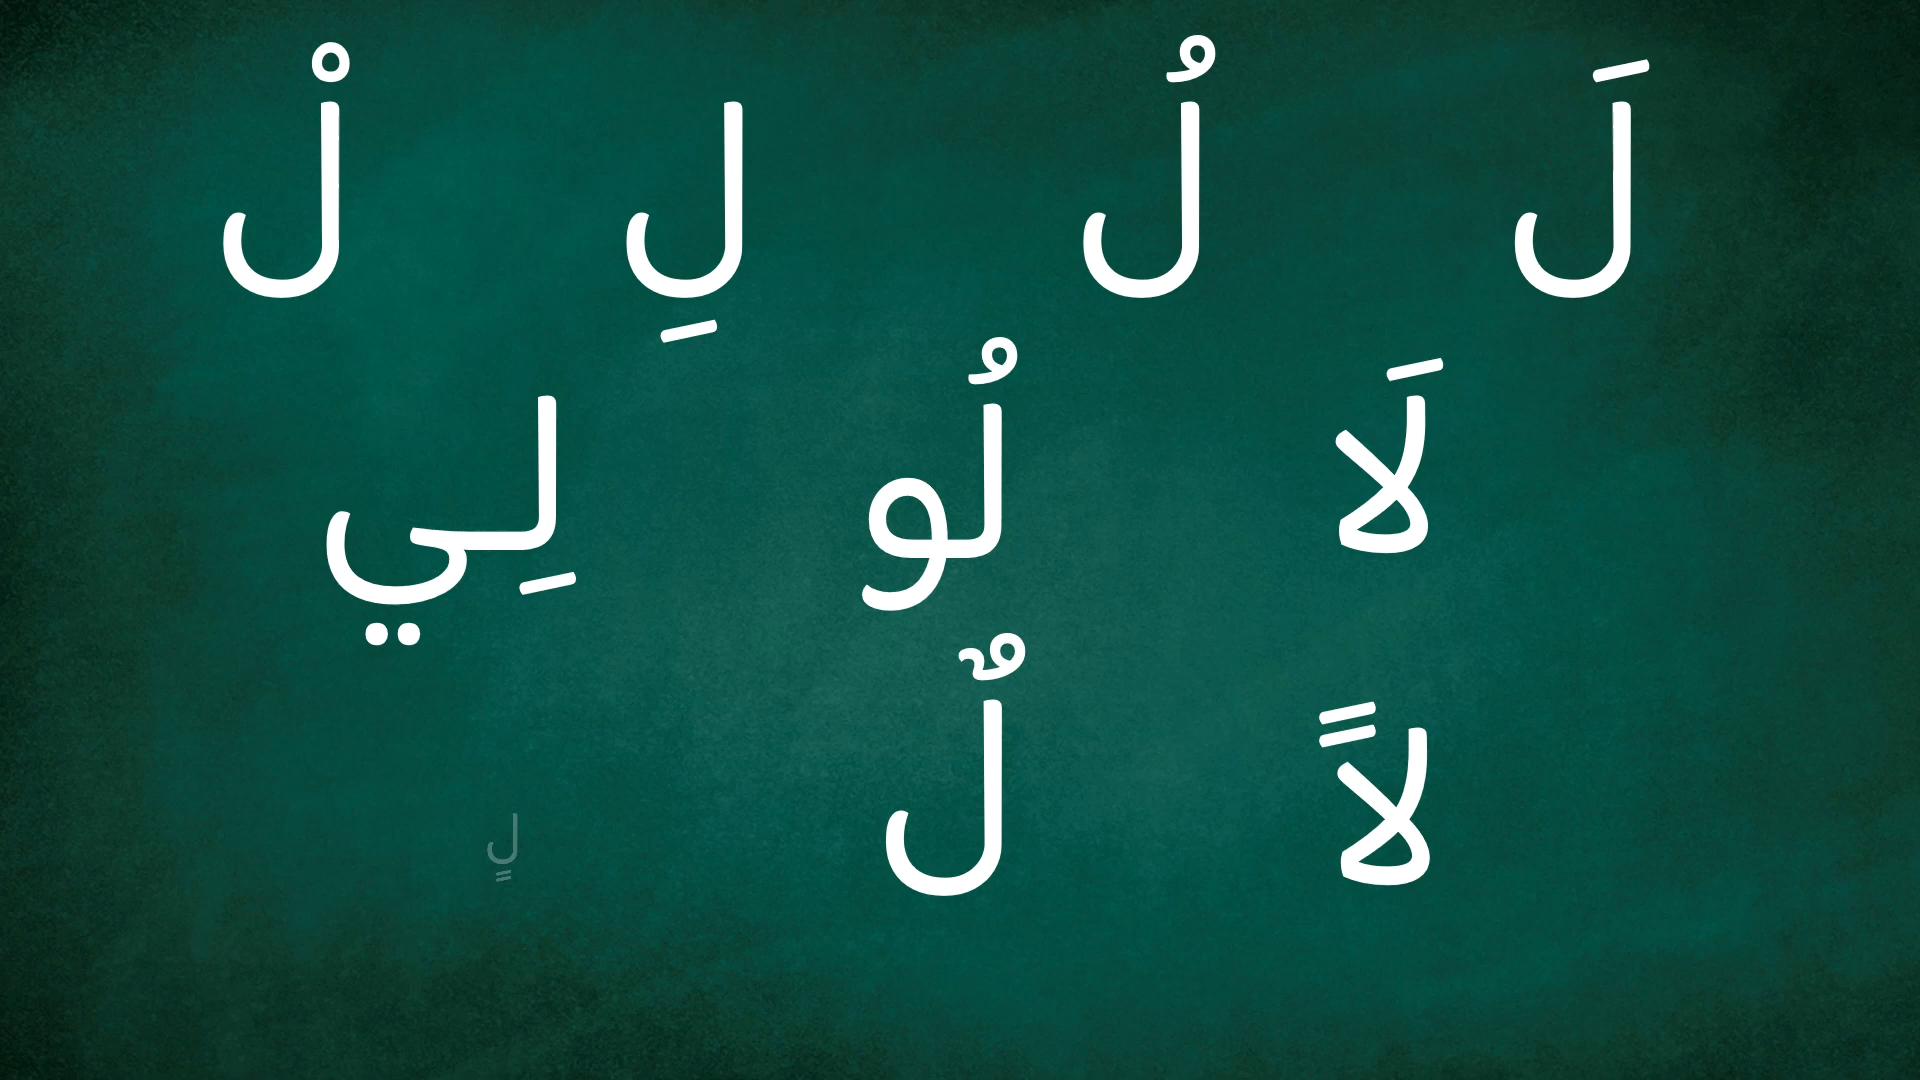 لَ لُ لِ لْ
لَا لُو لِي
لاً لٌ لٍ